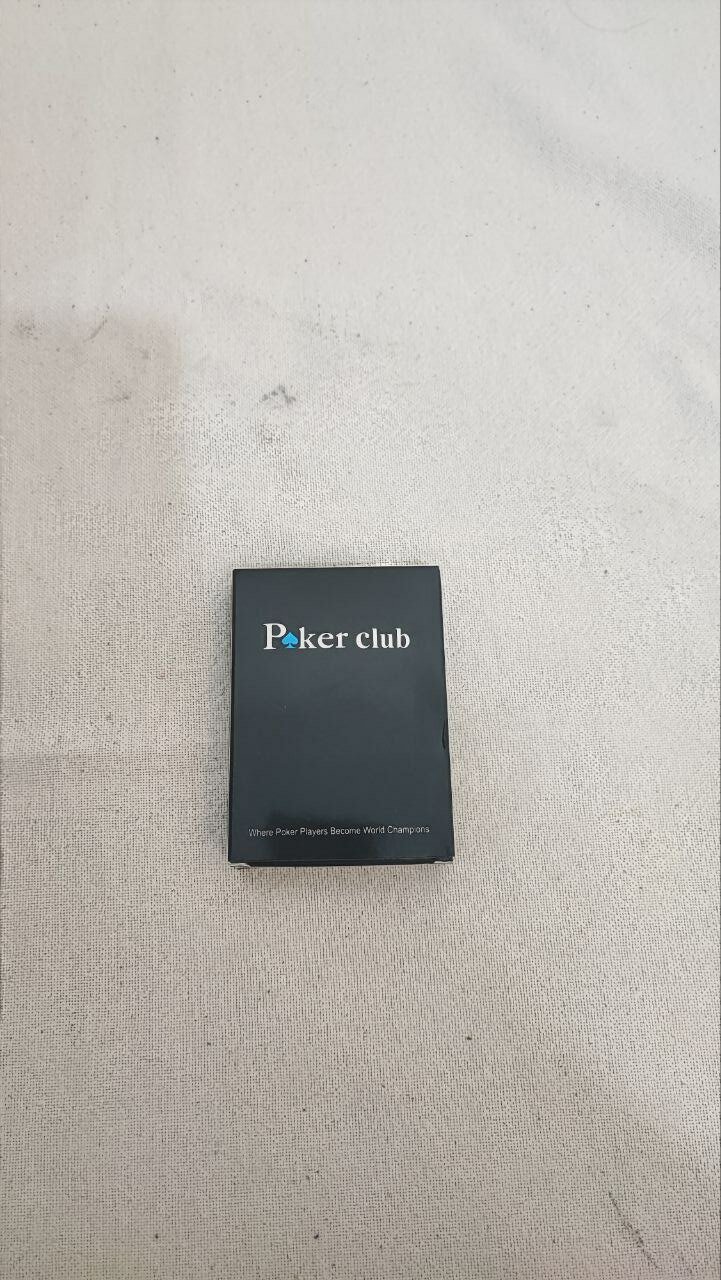 Poker club
Where Poker Players Become World Champions